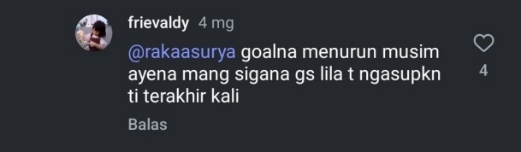 frievaldy 4 mg
@rakaasurya goalna menurun musim
ayena mang sigana gs lila t ngasupkn
ti terakhir kali
4
Balas